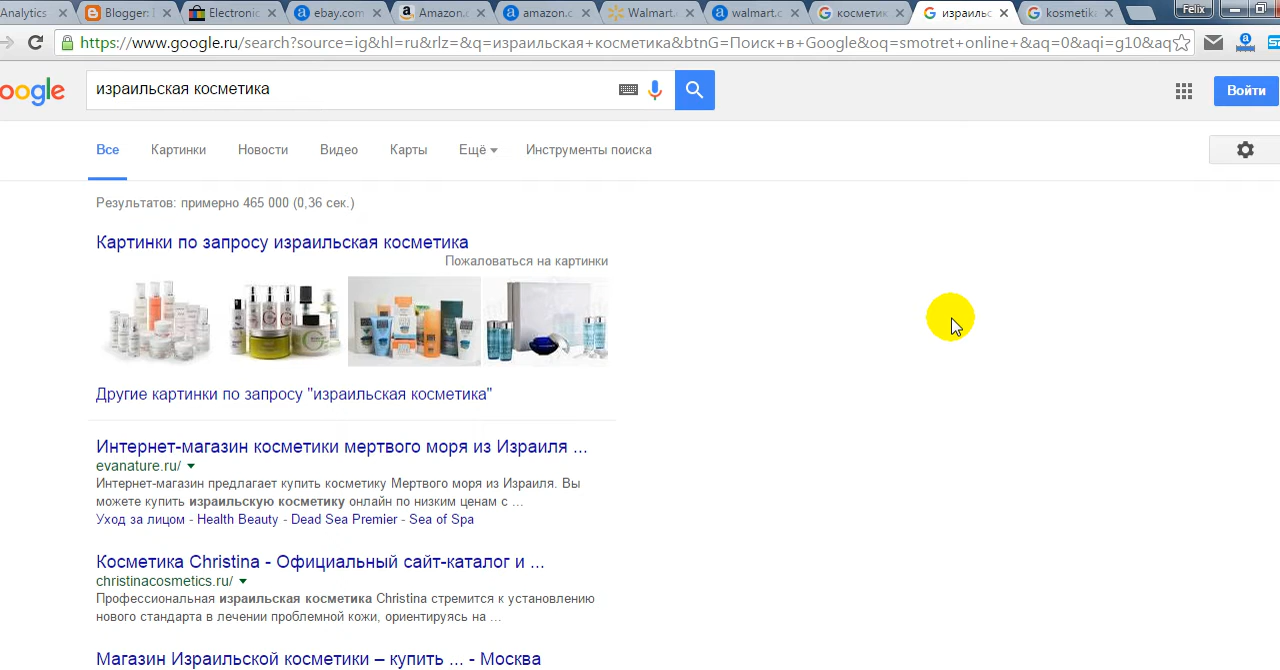 Analytics Blogger: Electronic ebay.com Amazon.c amazon.c Walmart. walmart.c косметик израильс kosmetika Felix
https://www.google.ru/search?source=ig&hl=ru&rlz=&q=израильская+косметика&btnG=Поиск+в+Google&oq=smotret+online+&aq=0&aqi=g10&aq
oogle израильская косметика Войти
Все Картинки Новости Видео Карты Ещё Инструменты поиска
Результатов: примерно 465 000 (0,36 сек.)
Картинки по запросу израильская косметика
Пожаловаться на картинки
Другие картинки по запросу "израильская косметика"
Интернет-магазин косметики мертвого моря из Израиля ...
evanature.ru/
Интернет-магазин предлагает купить косметику Мертвого моря из Израиля. Вы
можете купить израильскую косметику онлайн по низким ценам с ...
Уход за лицом - Health Beauty - Dead Sea Premier - Sea of Spa
Косметика Christina - Официальный сайт-каталог и ...
christinacosmetics.ru/
Профессиональная израильская косметика Christina стремится к установлению
нового стандарта в лечении проблемной кожи, ориентируясь на ...
Магазин Израильской косметики – купить ... - Москва